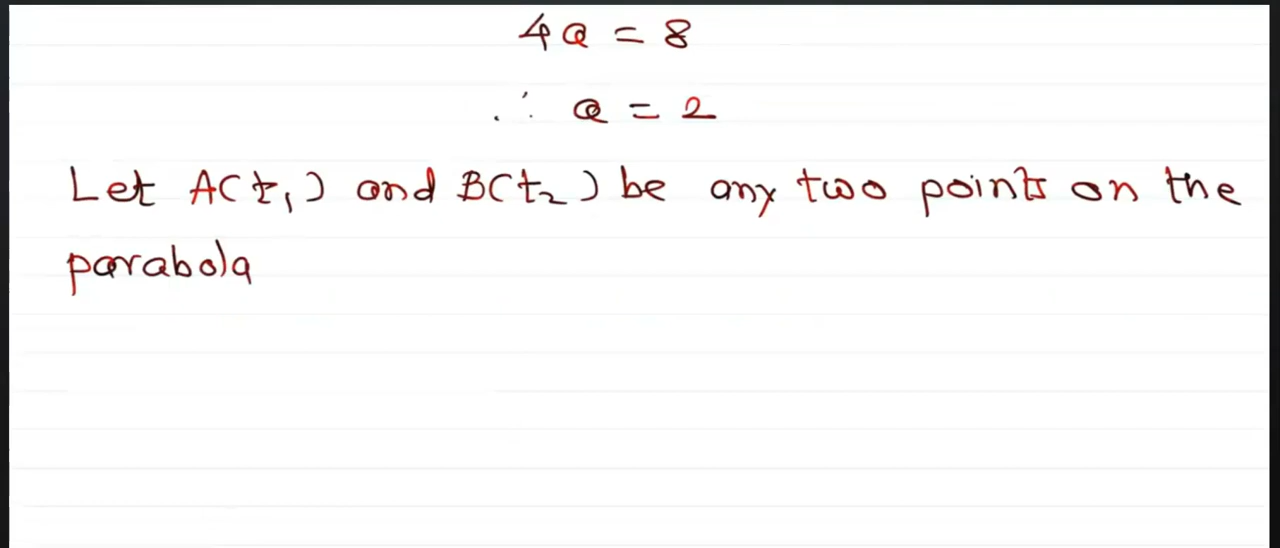 4a = 8
∴ a = 2
Let A(t₁) and B(t₂) be any two points on the
parabola